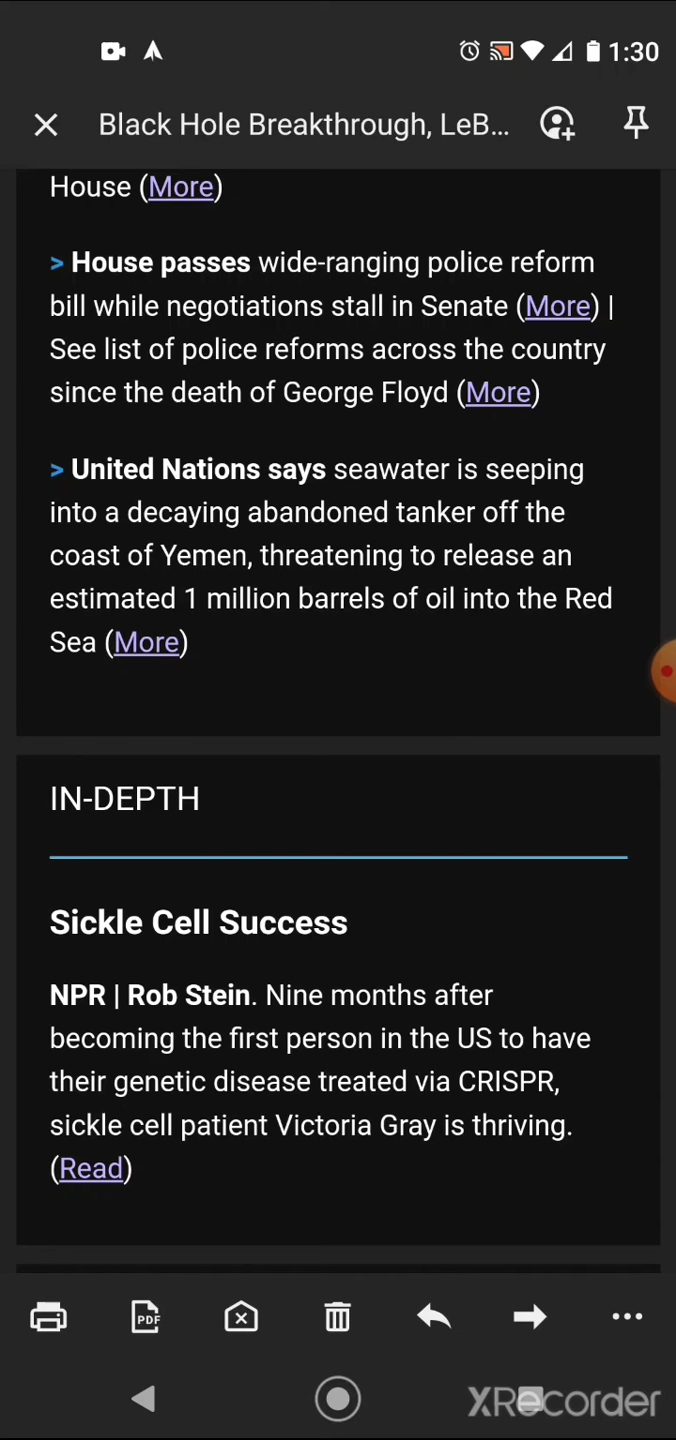 1:30
Black Hole Breakthrough, LeB...
House (More)
> House passes wide-ranging police reform
bill while negotiations stall in Senate (More) |
See list of police reforms across the country
since the death of George Floyd (More)
> United Nations says seawater is seeping
into a decaying abandoned tanker off the
coast of Yemen, threatening to release an
estimated 1 million barrels of oil into the Red
Sea (More)
IN-DEPTH
Sickle Cell Success
NPR | Rob Stein. Nine months after
becoming the first person in the US to have
their genetic disease treated via CRISPR,
sickle cell patient Victoria Gray is thriving.
(Read)
PDF
XRecorder